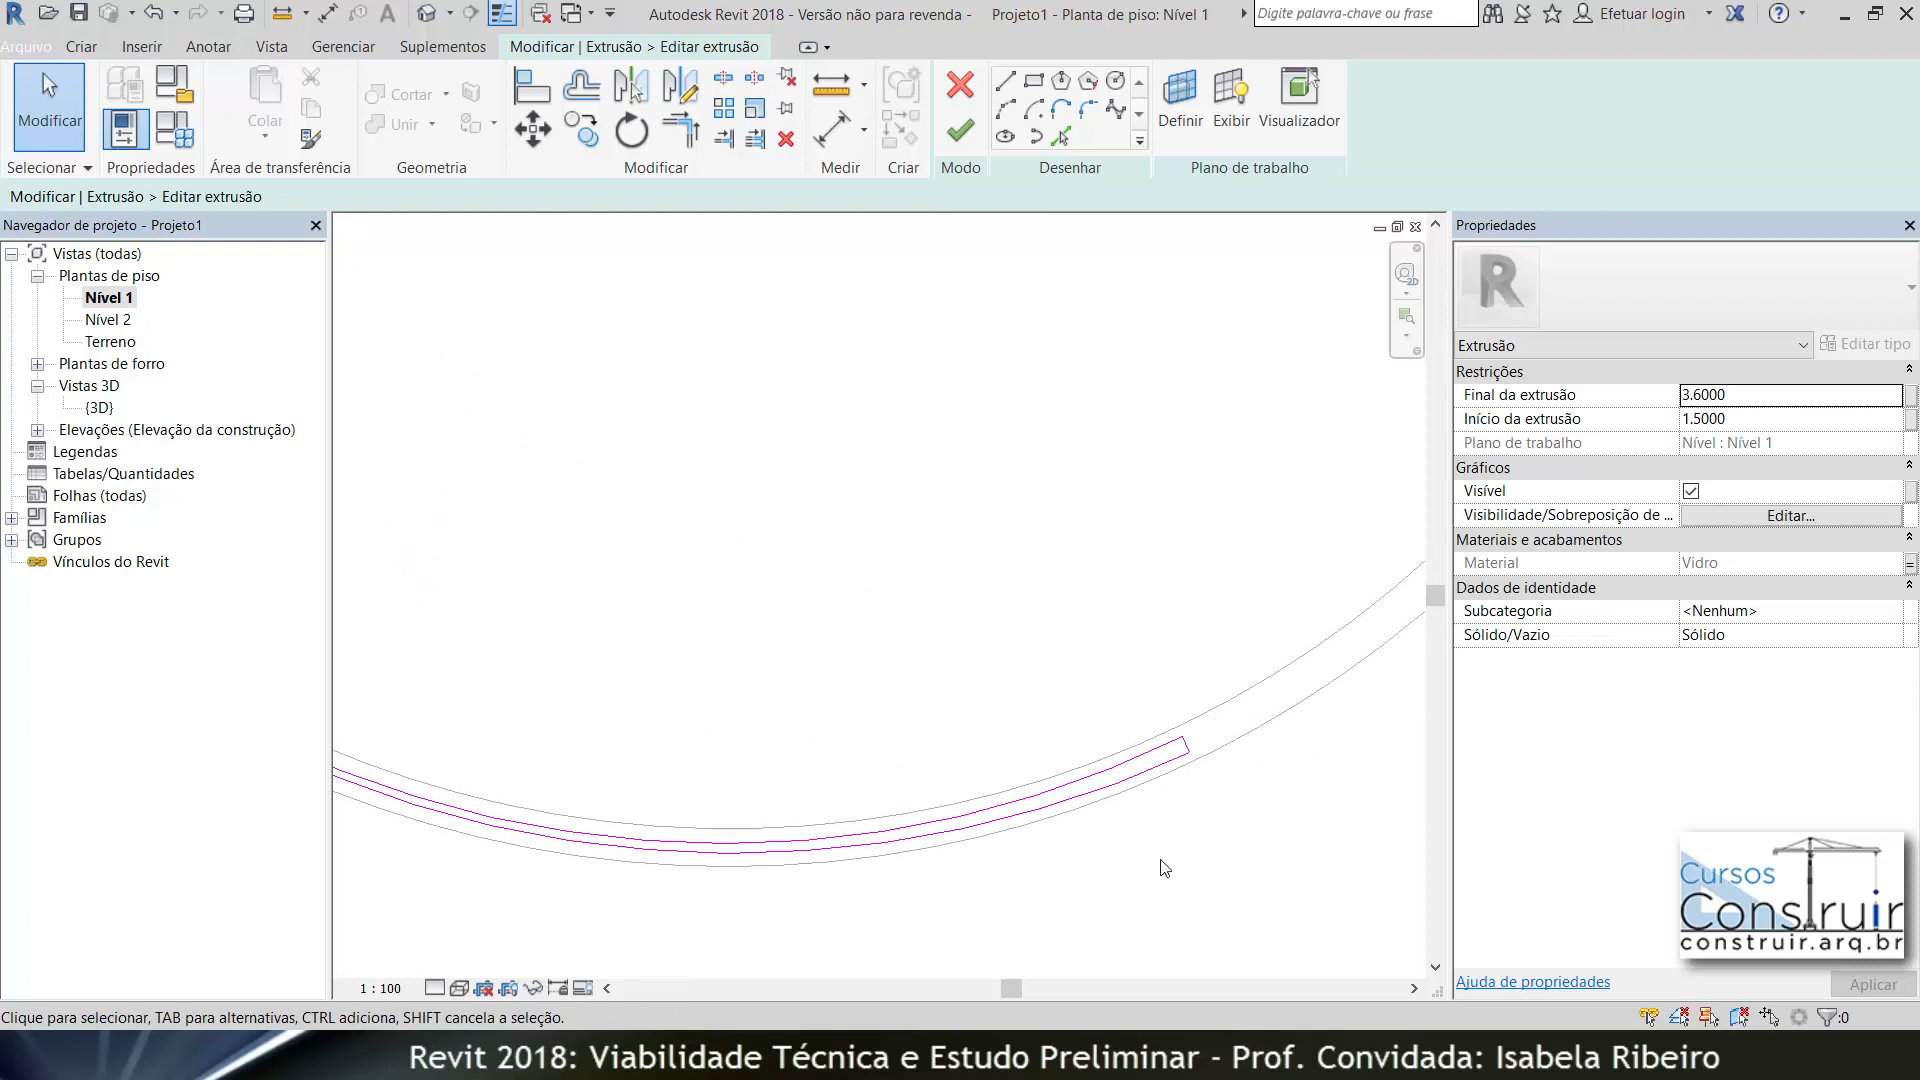 Autodesk Revit 2018 - Versão não para revenda - Projeto1 - Planta de piso: Nível 1
Digite palavra-chave ou frase
Efetuar login
Arquivo Criar Inserir Anotar Vista Gerenciar Suplementos Modificar | Extrusão > Editar extrusão
Modificar
Colar
Cortar
Unir
Definir Exibir Visualizador
Selecionar Propriedades Área de transferência Geometria Modificar Medir Criar Modo Desenhar Plano de trabalho
Modificar | Extrusão > Editar extrusão
Navegador de projeto - Projeto1
Vistas (todas)
Plantas de piso
Nível 1
Nível 2
Terreno
Plantas de forro
Vistas 3D
{3D}
Elevações (Elevação da construção)
Legendas
Tabelas/Quantidades
Folhas (todas)
Famílias
Grupos
Vínculos do Revit
2D
1 : 100
Propriedades
R
Extrusão
Editar tipo
Restrições
Final da extrusão 3.6000
Início da extrusão 1.5000
Plano de trabalho Nível : Nível 1
Gráficos
Visível
Visibilidade/Sobreposição de ... Editar...
Materiais e acabamentos
Material Vidro
Dados de identidade
Subcategoria <Nenhum>
Sólido/Vazio Sólido
Cursos
Construir
construir.arq.br
Ajuda de propriedades
Aplicar
Clique para selecionar, TAB para alternativas, CTRL adiciona, SHIFT cancela a seleção.
:0
Revit 2018: Viabilidade Técnica e Estudo Preliminar - Prof. Convidada: Isabela Ribeiro